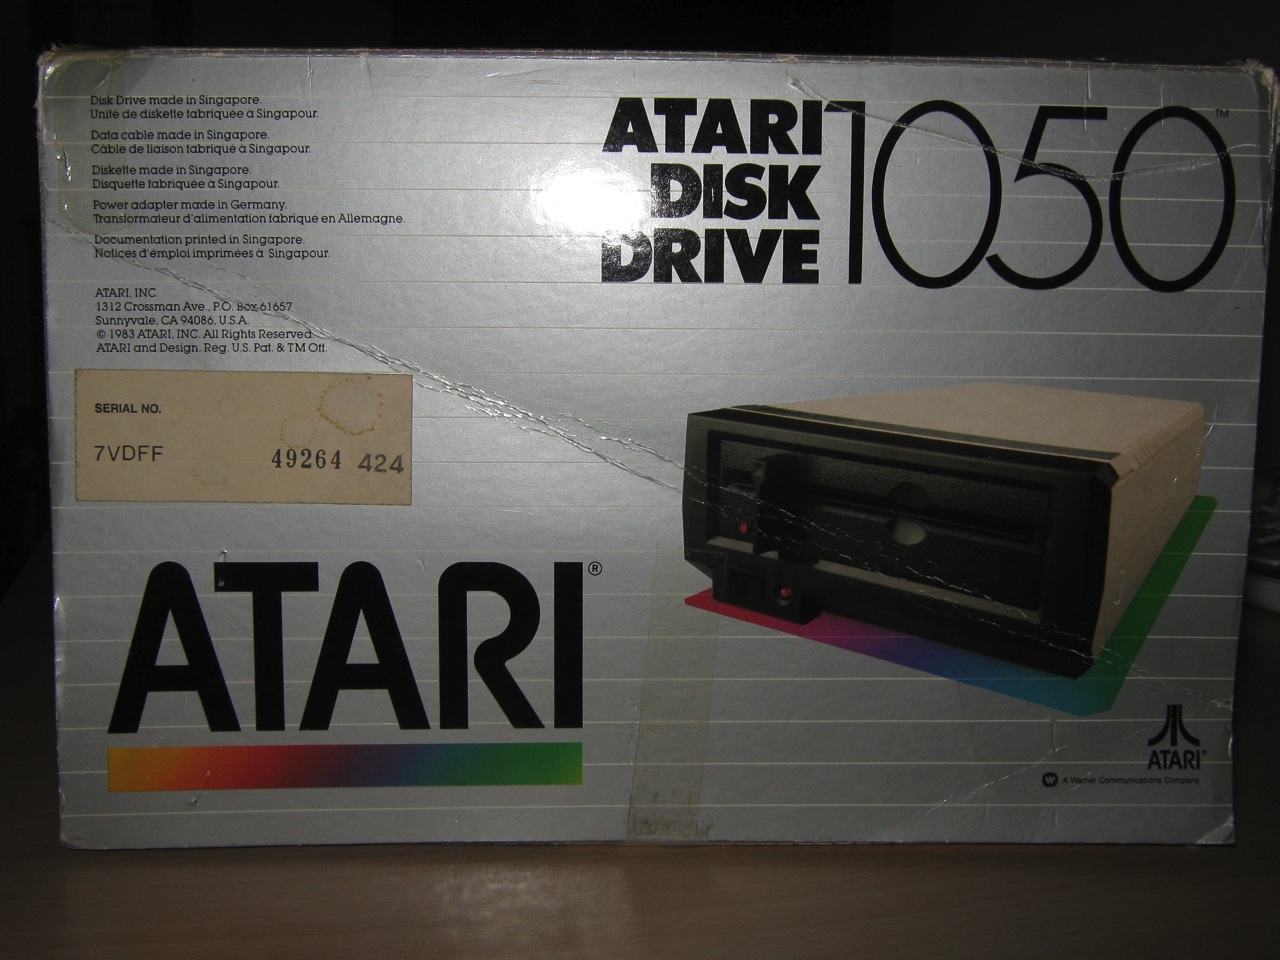 Disk Drive made in Singapore.
Unité de diskette fabriquée à Singapour.
Data cable made in Singapore.
Câble de liaison fabriqué à Singapour.
Diskette made in Singapore.
Disquette fabriquée à Singapour.
Power adapter made in Germany.
Transformateur d'alimentation fabriqué en Allemagne.
Documentation printed in Singapore.
Notices d'émploi imprimées à Singapour.
ATARI, INC.
1312 Crossman Ave., P.O. Box 61657
Sunnyvale, CA 94086, U.S.A.
© 1983 ATARI, INC. All Rights Reserved.
ATARI and Design, Reg. U.S. Pat. & TM Off.
ATARI
DISK
DRIVE
1050™
SERIAL NO.
7VDFF 49264 424
ATARI®
ATARI®
A Warner Communications Company